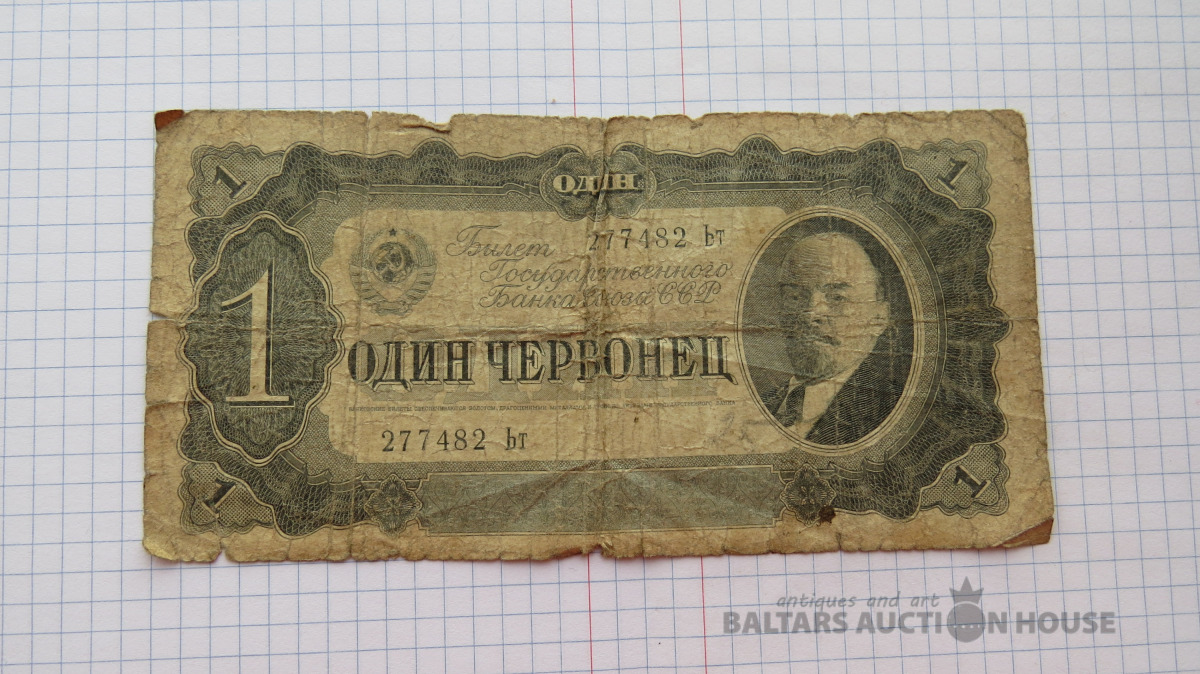 1
ОДИН
1
1
Билет 277482 Ьт
Государственного
Банка Союза ССР
ОДИН ЧЕРВОНЕЦ
277482 Ьт
1
1
antiques and art
BALTARS AUCTION HOUSE